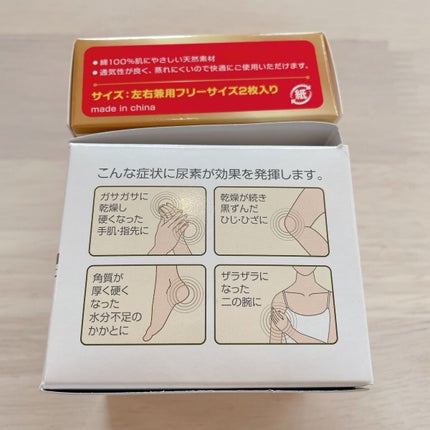 ● 綿100%肌にやさしい天然素材
● 通気性が良く、蒸れにくいので快適にご使用いただけます。
サイズ：左右兼用フリーサイズ2枚入り
made in china
紙
こんな症状に尿素が効果を発揮します。
ガサガサに
乾燥し
硬くなった
手肌・指先に
乾燥が続き
黒ずんだ
ひじ・ひざに
角質が
厚く硬く
なった
水分不足の
かかとに
ザラザラに
なった
二の腕に